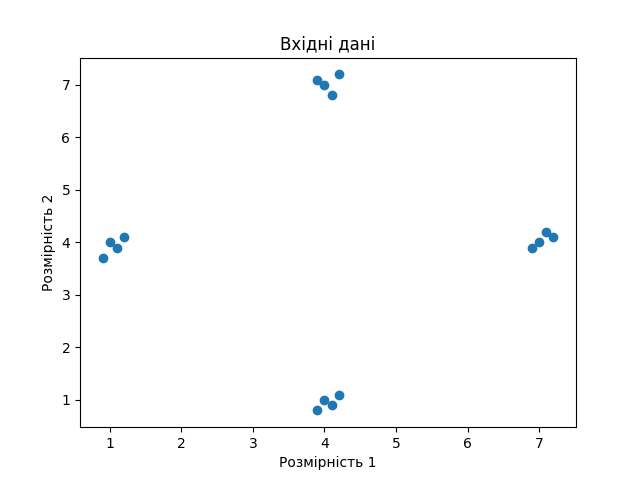 Вхідні дані
Розмірність 2
7
6
5
4
3
2
1
1 2 3 4 5 6 7
Розмірність 1